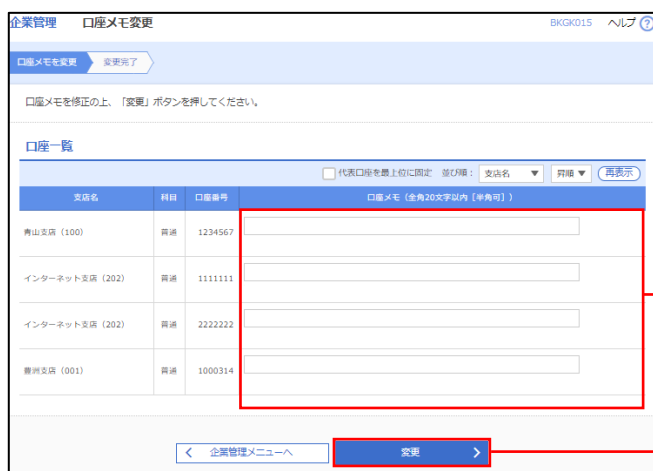 企業管理 口座メモ変更 BKGK015 ヘルプ ?
口座メモを変更 変更完了
口座メモを修正の上、「変更」ボタンを押してください。
口座一覧
代表口座を最上位に固定 並び順： 支店名 ▼ 昇順 ▼ 再表示
支店名 科目 口座番号 口座メモ（全角20文字以内［半角可］）
青山支店（100） 普通 1234567
インターネット支店（202） 普通 1111111
インターネット支店（202） 普通 2222222
豊洲支店（001） 普通 1000314
企業管理メニューへ 変更